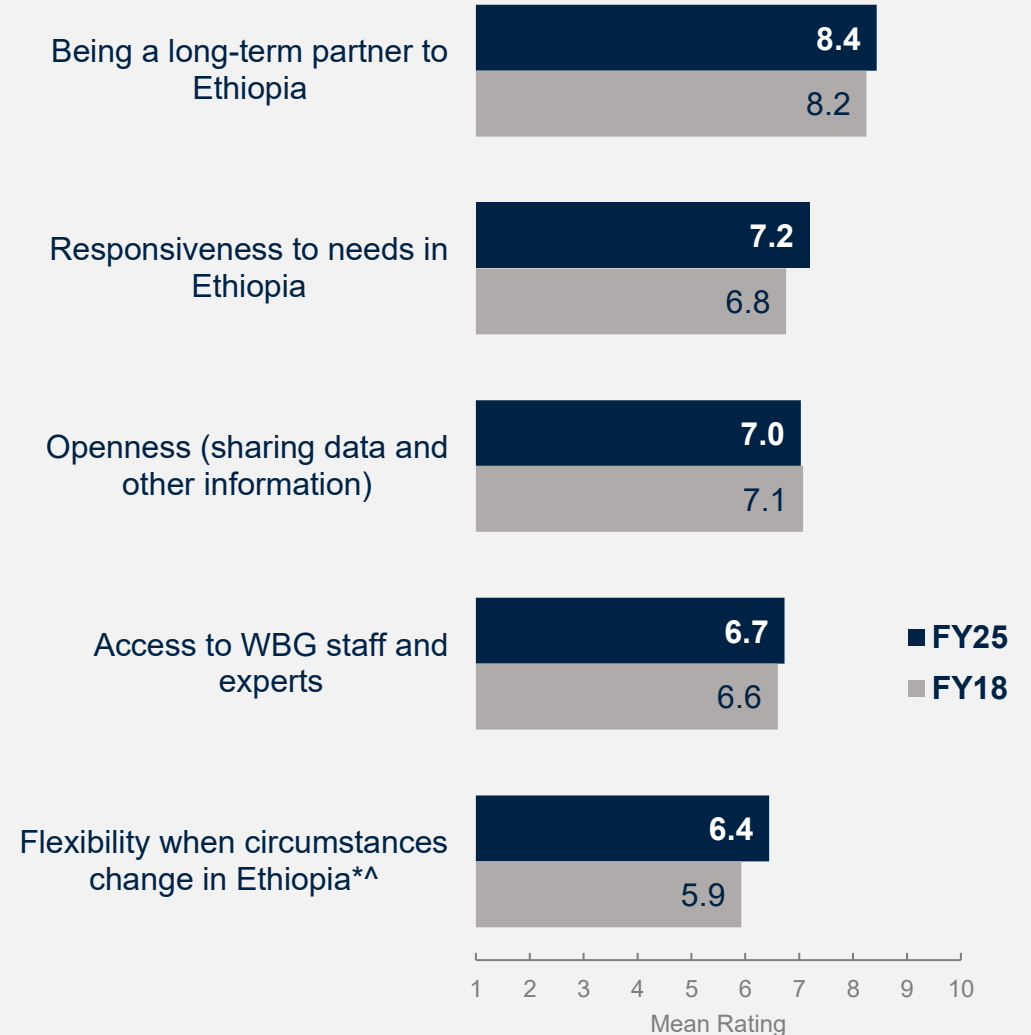 Being a long-term partner to
Ethiopia
8.4
8.2
Responsiveness to needs in
Ethiopia
7.2
6.8
Openness (sharing data and
other information)
7.0
7.1
Access to WBG staff and
experts
6.7
6.6
FY25
FY18
Flexibility when circumstances
change in Ethiopia*^
6.4
5.9
1 2 3 4 5 6 7 8 9 10
Mean Rating